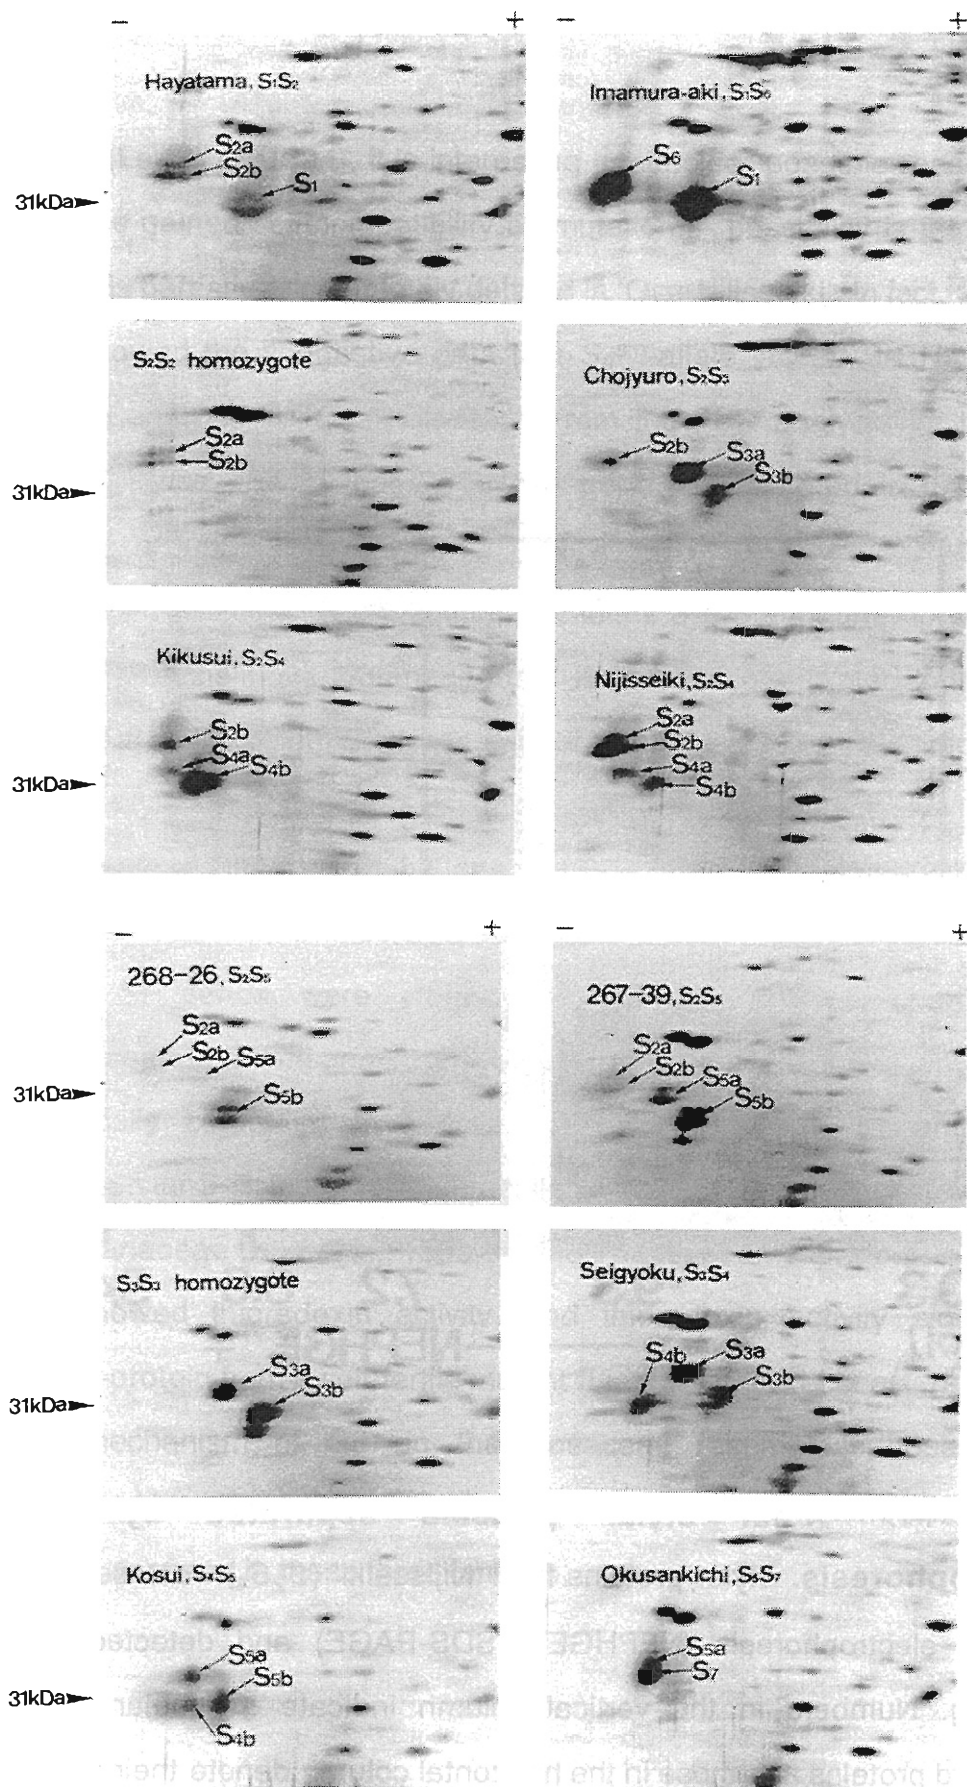 − +
− +
Hayatama, S₁S₂
S2a
S2b
S1
31kDa
Imamura-aki, S₁S₆
S6
S1
S₂S₂ homozygote
S2a
S2b
31kDa
Chojyuro, S₂S₃
S2b
S3a
S3b
Kikusui, S₂S₄
S2b
S4a
S4b
31kDa
Nijisseiki, S₂S₄
S2a
S2b
S4a
S4b
− +
− +
268-26, S₂S₅
S2a
S2b
S5a
S5b
31kDa
267-39, S₂S₅
S2a
S2b
S5a
S5b
S₃S₃ homozygote
S3a
S3b
31kDa
Seigyoku, S₃S₄
S4b
S3a
S3b
Kosui, S₄S₅
S5a
S5b
S4b
31kDa
Okusankichi, S₅S₇
S5a
S7